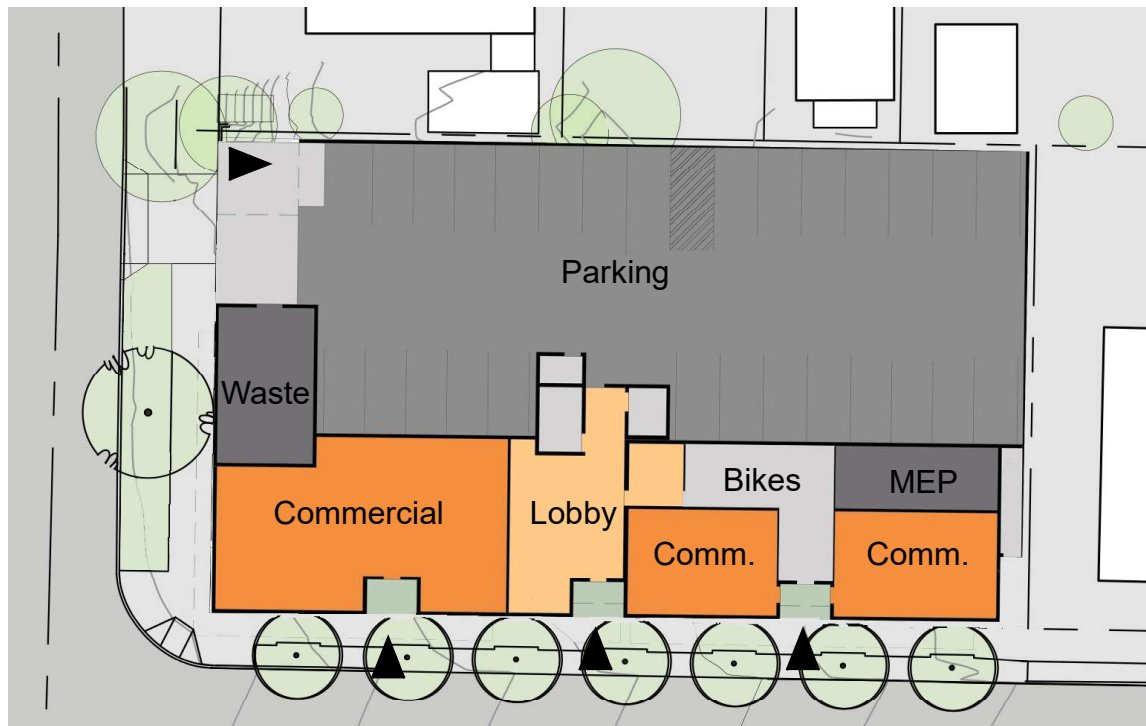 Parking
Waste
Commercial
Lobby
Bikes
MEP
Comm.
Comm.